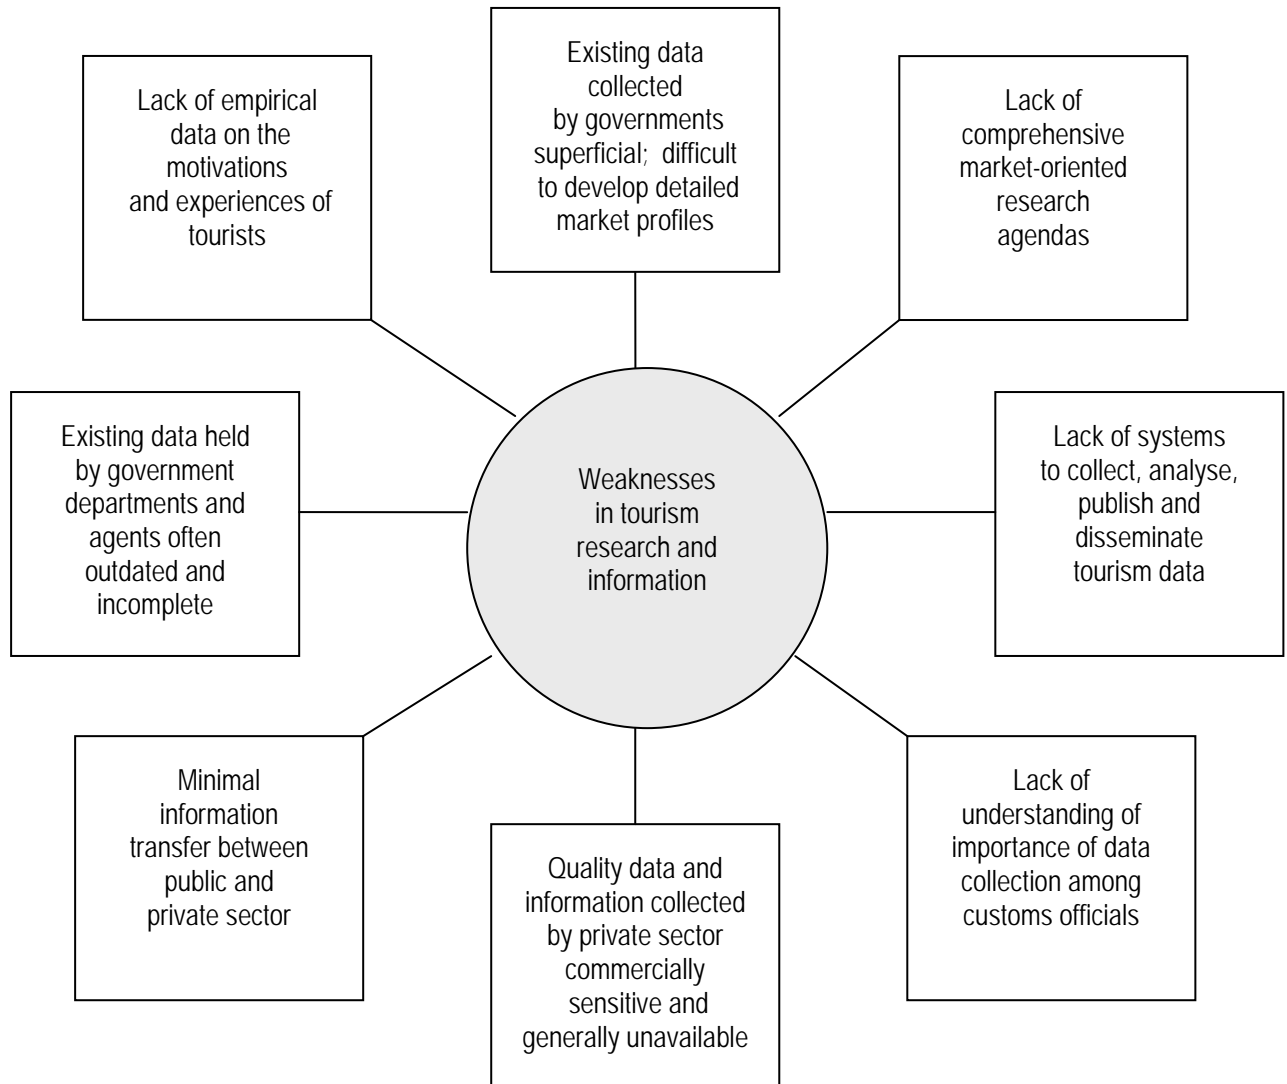 Existing data
collected
by governments
superficial; difficult
to develop detailed
market profiles
Lack of empirical
data on the
motivations
and experiences of
tourists
Lack of
comprehensive
market-oriented
research
agendas
Existing data held
by government
departments and
agents often
outdated and
incomplete
Weaknesses
in tourism
research and
information
Lack of systems
to collect, analyse,
publish and
disseminate
tourism data
Minimal
information
transfer between
public and
private sector
Quality data and
information collected
by private sector
commercially
sensitive and
generally unavailable
Lack of
understanding of
importance of data
collection among
customs officials